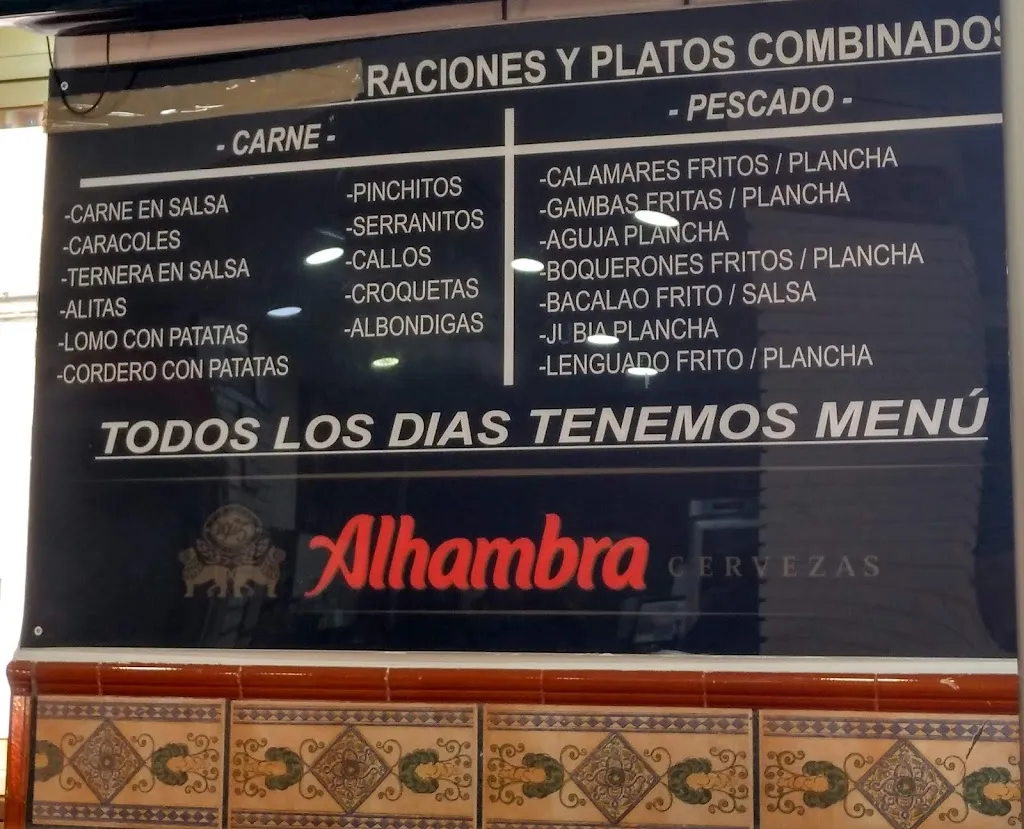 RACIONES Y PLATOS COMBINADOS
- CARNE -
-CARNE EN SALSA
-CARACOLES
-TERNERA EN SALSA
-ALITAS
-LOMO CON PATATAS
-CORDERO CON PATATAS
-PINCHITOS
-SERRANITOS
-CALLOS
-CROQUETAS
-ALBONDIGAS
- PESCADO -
-CALAMARES FRITOS / PLANCHA
-GAMBAS FRITAS / PLANCHA
-AGUJA PLANCHA
-BOQUERONES FRITOS / PLANCHA
-BACALAO FRITO / SALSA
PLANCHA
-LENGUADO FRITO / PLANCHA
TODOS LOS DIAS TENEMOS MENÚ
1925
Alhambra CERVEZAS